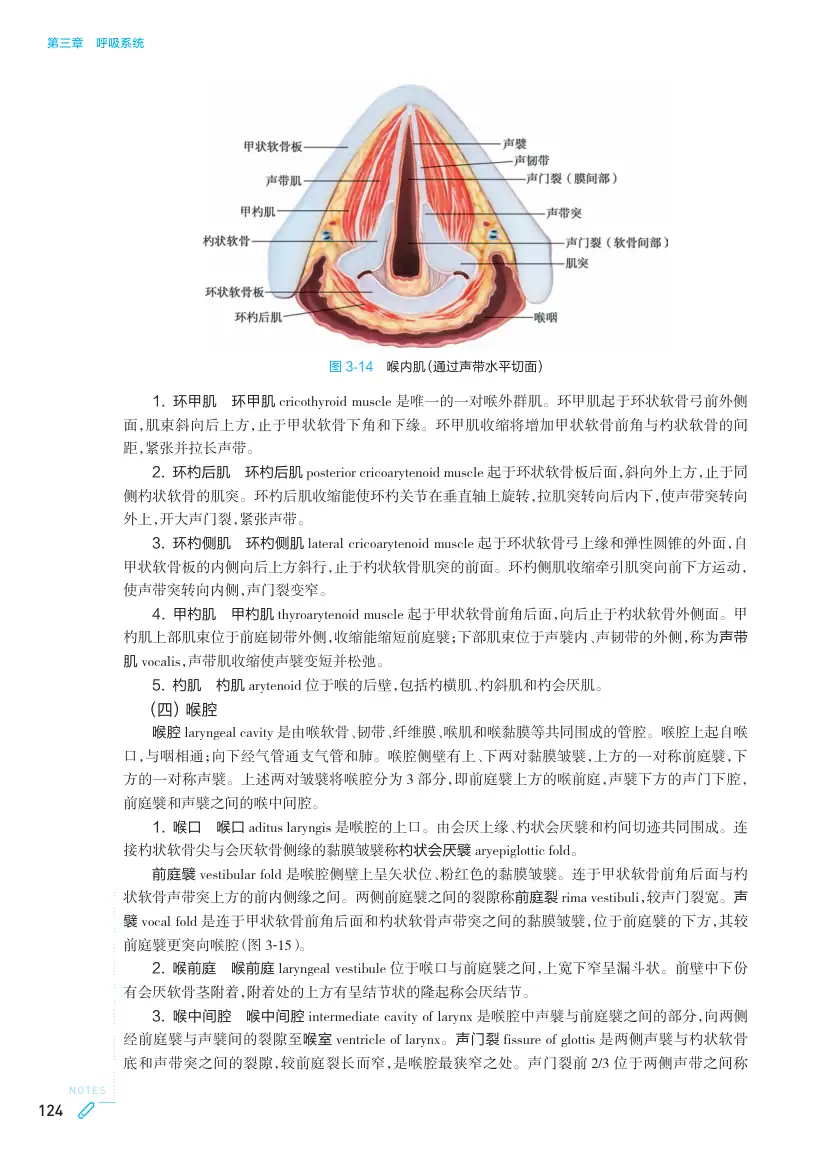 第三章 呼吸系统
甲状软骨板
声带肌
甲杓肌
杓状软骨
环状软骨板
环杓后肌
声襞
声韧带
声门裂（膜间部）
声带突
声门裂（软骨间部）
肌突
喉咽
图 3-14 喉内肌（通过声带水平切面）
1. 环甲肌 环甲肌 cricothyroid muscle 是唯一的一对喉外群肌。环甲肌起于环状软骨弓前外侧
面，肌束斜向后上方，止于甲状软骨下角和下缘。环甲肌收缩将增加甲状软骨前角与杓状软骨的间
距，紧张并拉长声带。
2. 环杓后肌 环杓后肌 posterior cricoarytenoid muscle 起于环状软骨板后面，斜向外上方，止于同
侧杓状软骨的肌突。环杓后肌收缩能使环杓关节在垂直轴上旋转，拉肌突转向后内下，使声带突转向
外上，开大声门裂，紧张声带。
3. 环杓侧肌 环杓侧肌 lateral cricoarytenoid muscle 起于环状软骨弓上缘和弹性圆锥的外面，自
甲状软骨板的内侧向后上方斜行，止于杓状软骨肌突的前面。环杓侧肌收缩牵引肌突向前下方运动，
使声带突转向内侧，声门裂变窄。
4. 甲杓肌 甲杓肌 thyroarytenoid muscle 起于甲状软骨前角后面，向后止于杓状软骨外侧面。甲
杓肌上部肌束位于前庭韧带外侧，收缩能缩短前庭襞；下部肌束位于声襞内、声韧带的外侧，称为声带
肌 vocalis，声带肌收缩使声襞变短并松弛。
5. 杓肌 杓肌 arytenoid 位于喉的后壁，包括杓横肌、杓斜肌和杓会厌肌。
（四）喉腔
喉腔 laryngeal cavity 是由喉软骨、韧带、纤维膜、喉肌和喉黏膜等共同围成的管腔。喉腔上起自喉
口，与咽相通；向下经气管通支气管和肺。喉腔侧壁有上、下两对黏膜皱襞，上方的一对称前庭襞，下
方的一对称声襞。上述两对皱襞将喉腔分为 3 部分，即前庭襞上方的喉前庭，声襞下方的声门下腔，
前庭襞和声襞之间的喉中间腔。
1. 喉口 喉口 aditus laryngis 是喉腔的上口。由会厌上缘、杓状会厌襞和杓间切迹共同围成。连
接杓状软骨尖与会厌软骨侧缘的黏膜皱襞称杓状会厌襞 aryepiglottic fold。
前庭襞 vestibular fold 是喉腔侧壁上呈矢状位、粉红色的黏膜皱襞。连于甲状软骨前角后面与杓
状软骨声带突上方的前内侧缘之间。两侧前庭襞之间的裂隙称前庭裂 rima vestibuli，较声门裂宽。声
襞 vocal fold 是连于甲状软骨前角后面和杓状软骨声带突之间的黏膜皱襞，位于前庭襞的下方，其较
前庭襞更突向喉腔（图 3-15）。
2. 喉前庭 喉前庭 laryngeal vestibule 位于喉口与前庭襞之间，上宽下窄呈漏斗状。前壁中下份
有会厌软骨茎附着，附着处的上方有呈结节状的隆起称会厌结节。
3. 喉中间腔 喉中间腔 intermediate cavity of larynx 是喉腔中声襞与前庭襞之间的部分，向两侧
经前庭襞与声襞间的裂隙至喉室 ventricle of larynx。声门裂 fissure of glottis 是两侧声襞与杓状软骨
底和声带突之间的裂隙，较前庭裂长而窄，是喉腔最狭窄之处。声门裂前 2/3 位于两侧声带之间称
NOTES
124